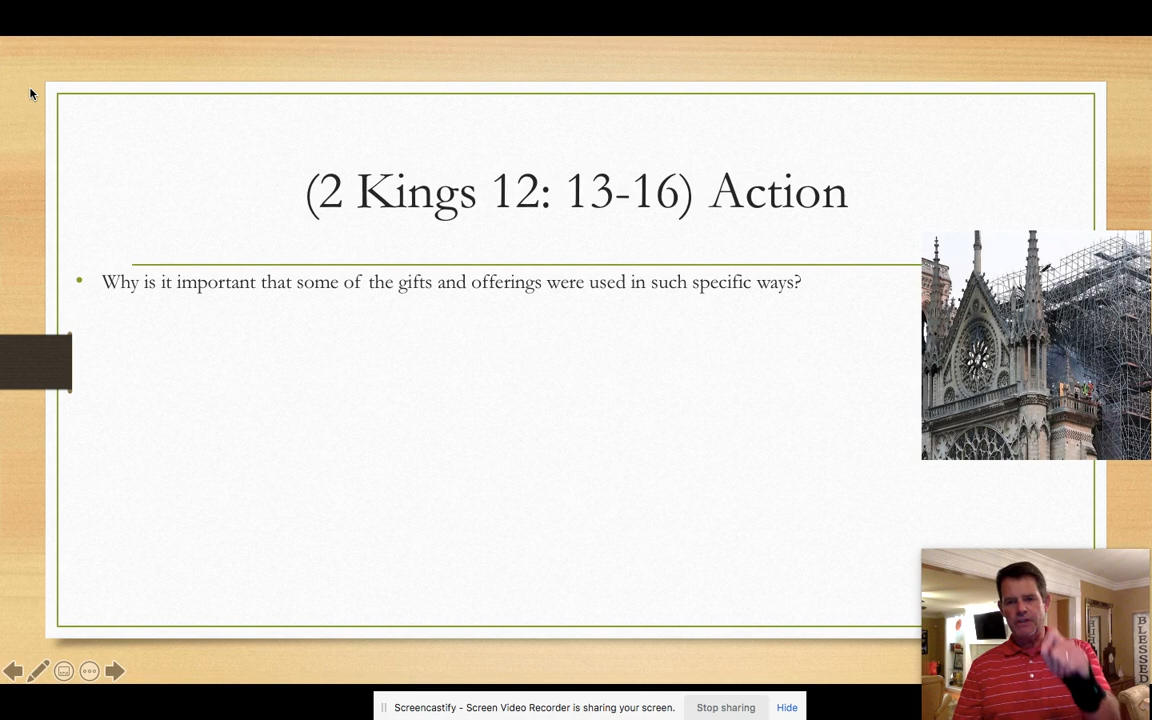 (2 Kings 12: 13-16) Action
• Why is it important that some of the gifts and offerings were used in such specific ways?
BLESSED
Screencastify - Screen Video Recorder is sharing your screen.
Stop sharing
Hide